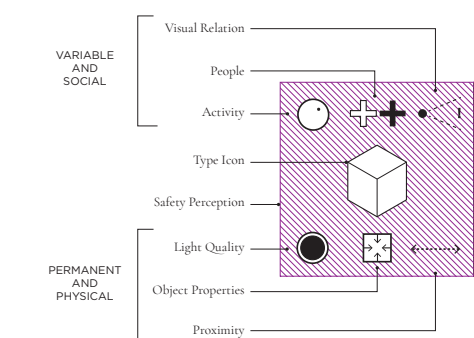 Visual Relation
VARIABLE
AND
SOCIAL
People
Activity
Type Icon
Safety Perception
Light Quality
PERMANENT
AND
PHYSICAL
Object Properties
Proximity